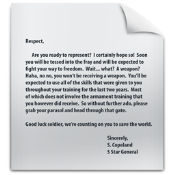 Respect,
Are you ready to represent? I certainly hope so! Soon
you will be tossed into the fray and will be expected to
fight your way to freedom. Wait... what? A weapon?
Haha, no no, you won't be receiving a weapon. You'll be
expected to use all of the skills that were given to you
throughout your training for the last two years. Most
of which does not involve the armament training that
you however did receive. So without further ado, please
grab your parasol and head through that gate.
Good luck soldier, we're counting on you to save the world.
Sincerely,
S. Copeland
5 Star General